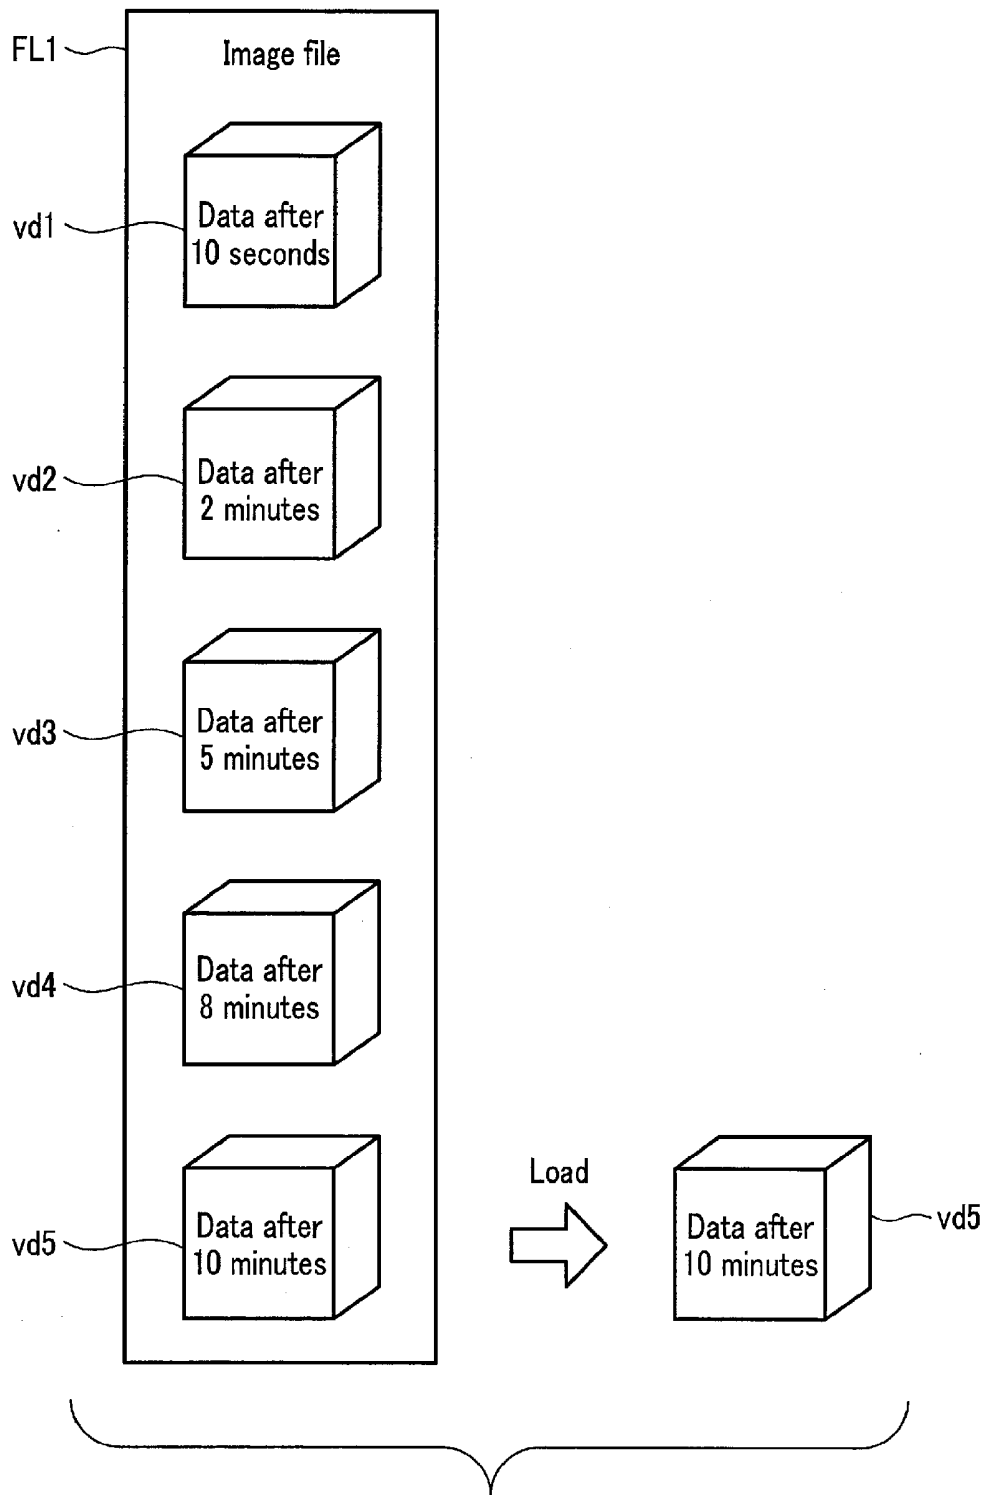 FL1
Image file
vd1
Data after
10 seconds
vd2
Data after
2 minutes
vd3
Data after
5 minutes
vd4
Data after
8 minutes
vd5
Data after
10 minutes
Load
Data after
10 minutes
vd5